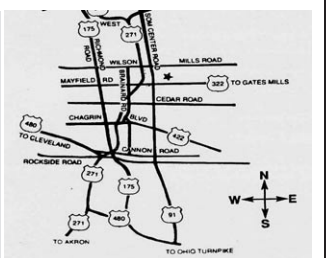 WEST
175
271
RICHMOND ROAD
SOM CENTER ROAD
WILSON
MILLS ROAD
MAYFIELD RD
BRAINARD RD
322 TO GATES MILLS
CEDAR ROAD
CHAGRIN BLVD
480
422
TO CLEVELAND
CANNON ROAD
ROCKSIDE ROAD
271
175
N
W E
S
271
480
91
TO AKRON
TO OHIO TURNPIKE